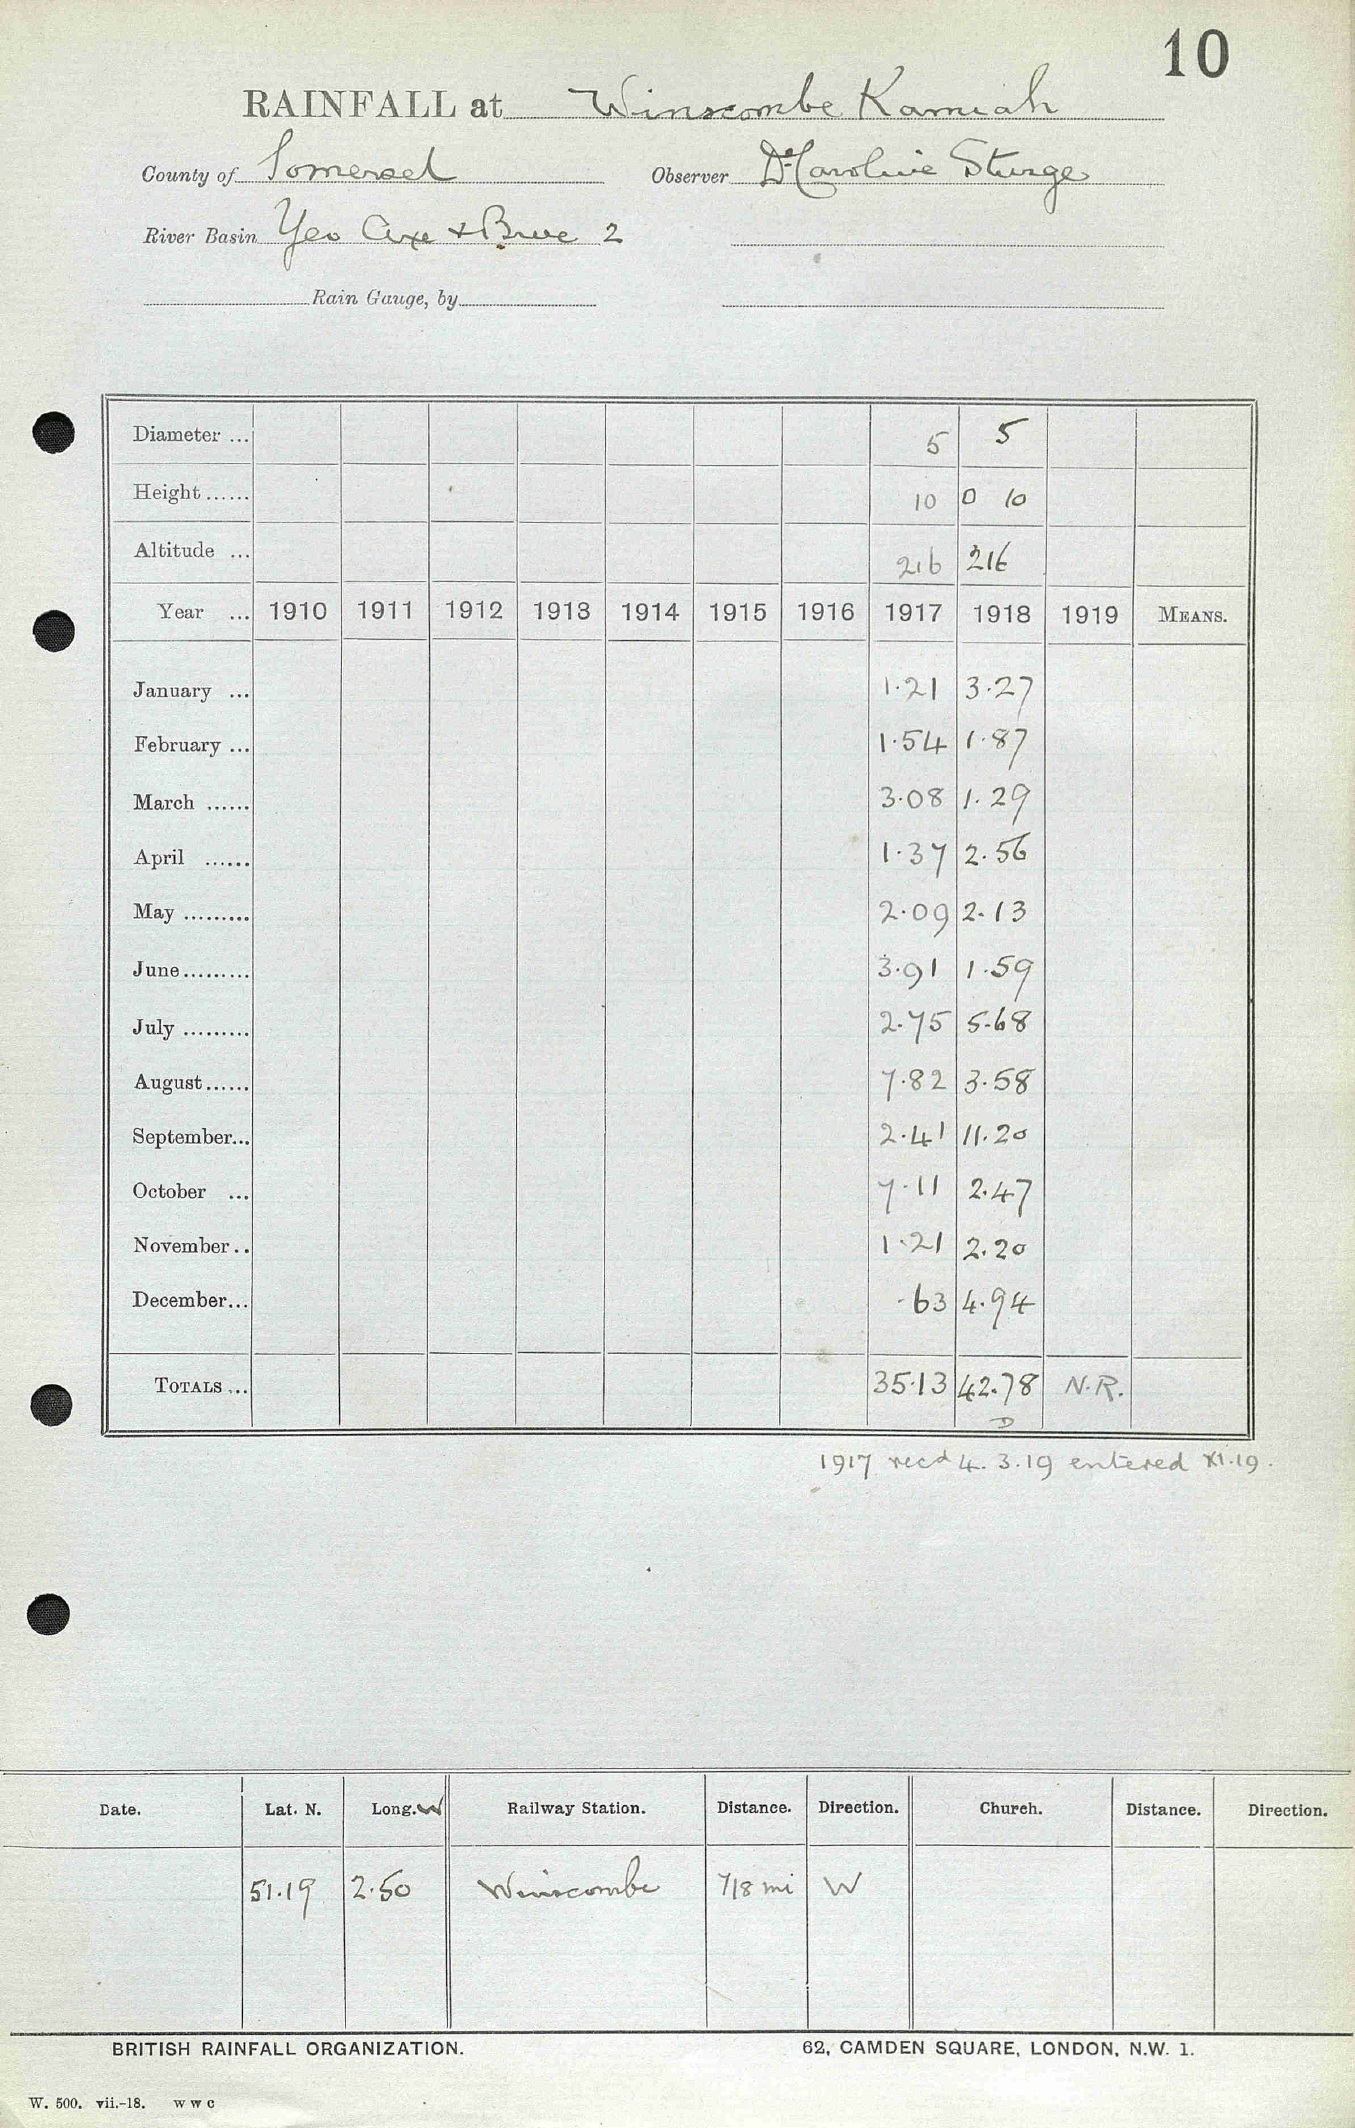 10
RAINFALL at Winscombe Kamiah
County of Somerset Observer Dr Caroline Sturge
River Basin Yeo Axe & Brue 2
Rain Gauge, by
Diameter ... 5 5
Height ...... 10 0 10
Altitude ... 216 216
Year ... 1910 1911 1912 1913 1914 1915 1916 1917 1918 1919 MEANS.
January ... 1.21 3.27
February ... 1.54 1.87
March ...... 3.08 1.29
April ...... 1.37 2.56
May ......... 2.09 2.13
June ......... 3.91 1.59
July ......... 2.75 5.68
August ...... 7.82 3.58
September... 2.41 11.20
October ... 7.11 2.47
November .. 1.21 2.20
December... .63 4.94
TOTALS ... 35.13 42.78 N.R.
D
1917 recd 4.3.19 entered XI.19.
Date. Lat. N. Long. W Railway Station. Distance. Direction. Church. Distance. Direction.
51.19 2.50 Winscombe 7/8 mi W
BRITISH RAINFALL ORGANIZATION. 62, CAMDEN SQUARE, LONDON, N.W. 1.
W. 500. vii.-18. W W C